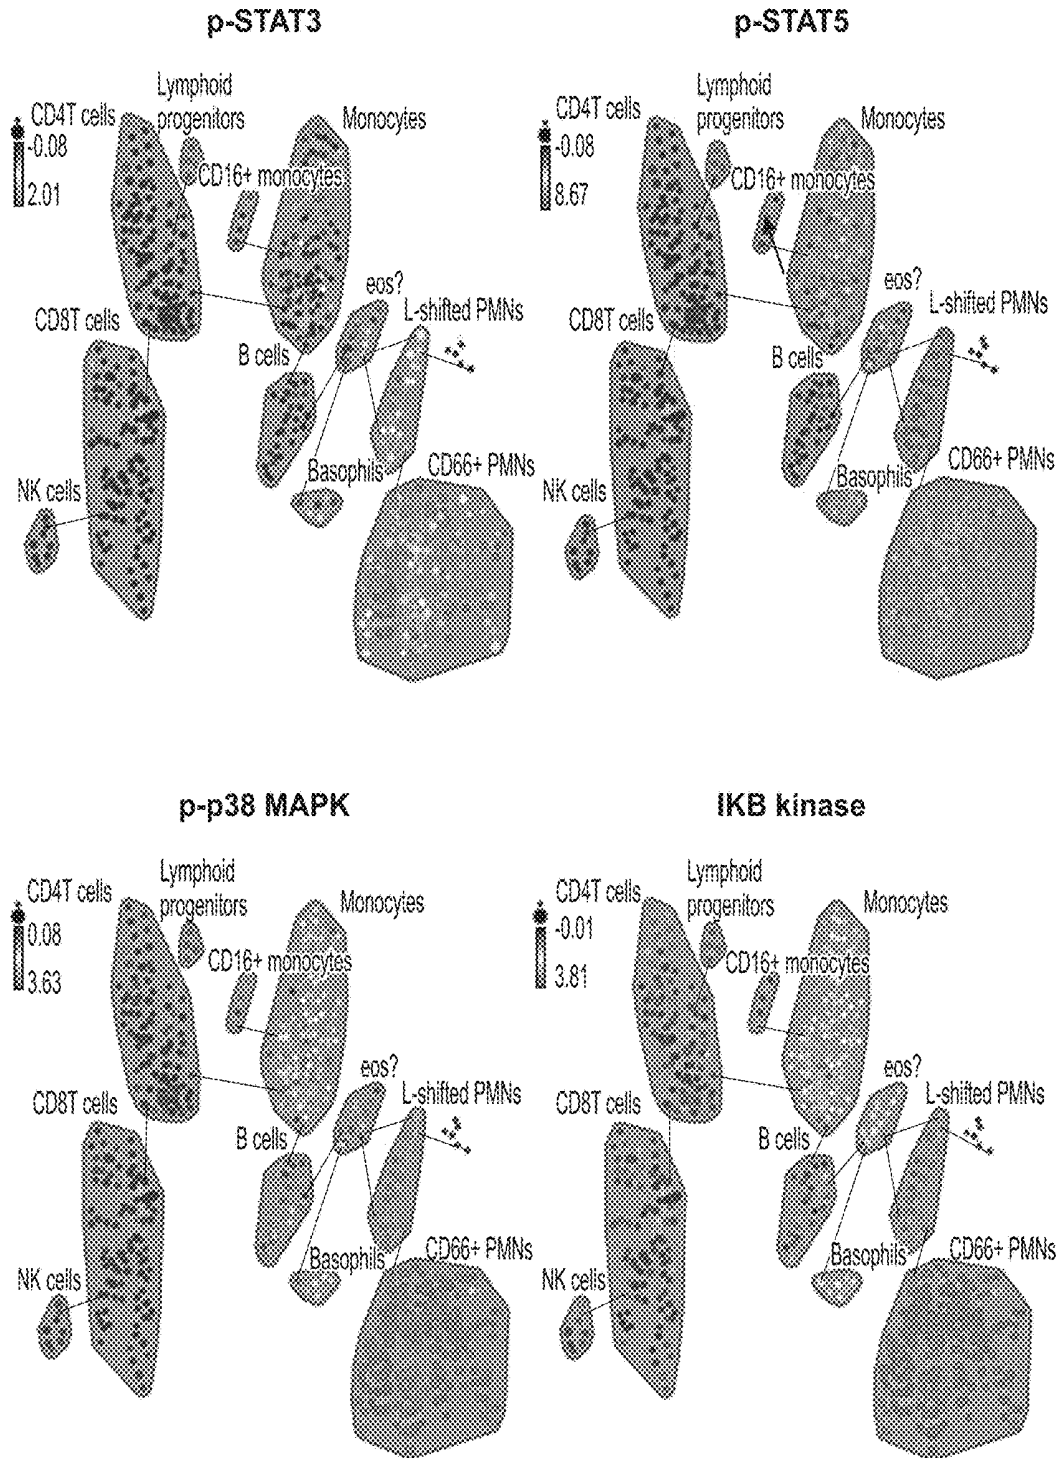 p-STAT3
CD4T cells
Lymphoid
progenitors
Monocytes
-0.08
2.01
CD16+ monocytes
CD8T cells
eos?
L-shifted PMNs
B cells
NK cells
Basophils
CD66+ PMNs
p-STAT5
CD4T cells
Lymphoid
progenitors
Monocytes
-0.08
8.67
CD16+ monocytes
CD8T cells
eos?
L-shifted PMNs
B cells
NK cells
Basophils
CD66+ PMNs
p-p38 MAPK
CD4T cells
Lymphoid
progenitors
Monocytes
0.08
3.63
CD16+ monocytes
CD8T cells
eos?
L-shifted PMNs
B cells
NK cells
Basophils
CD66+ PMNs
IKB kinase
CD4T cells
Lymphoid
progenitors
Monocytes
-0.01
3.81
CD16+ monocytes
CD8T cells
eos?
L-shifted PMNs
B cells
NK cells
Basophils
CD66+ PMNs